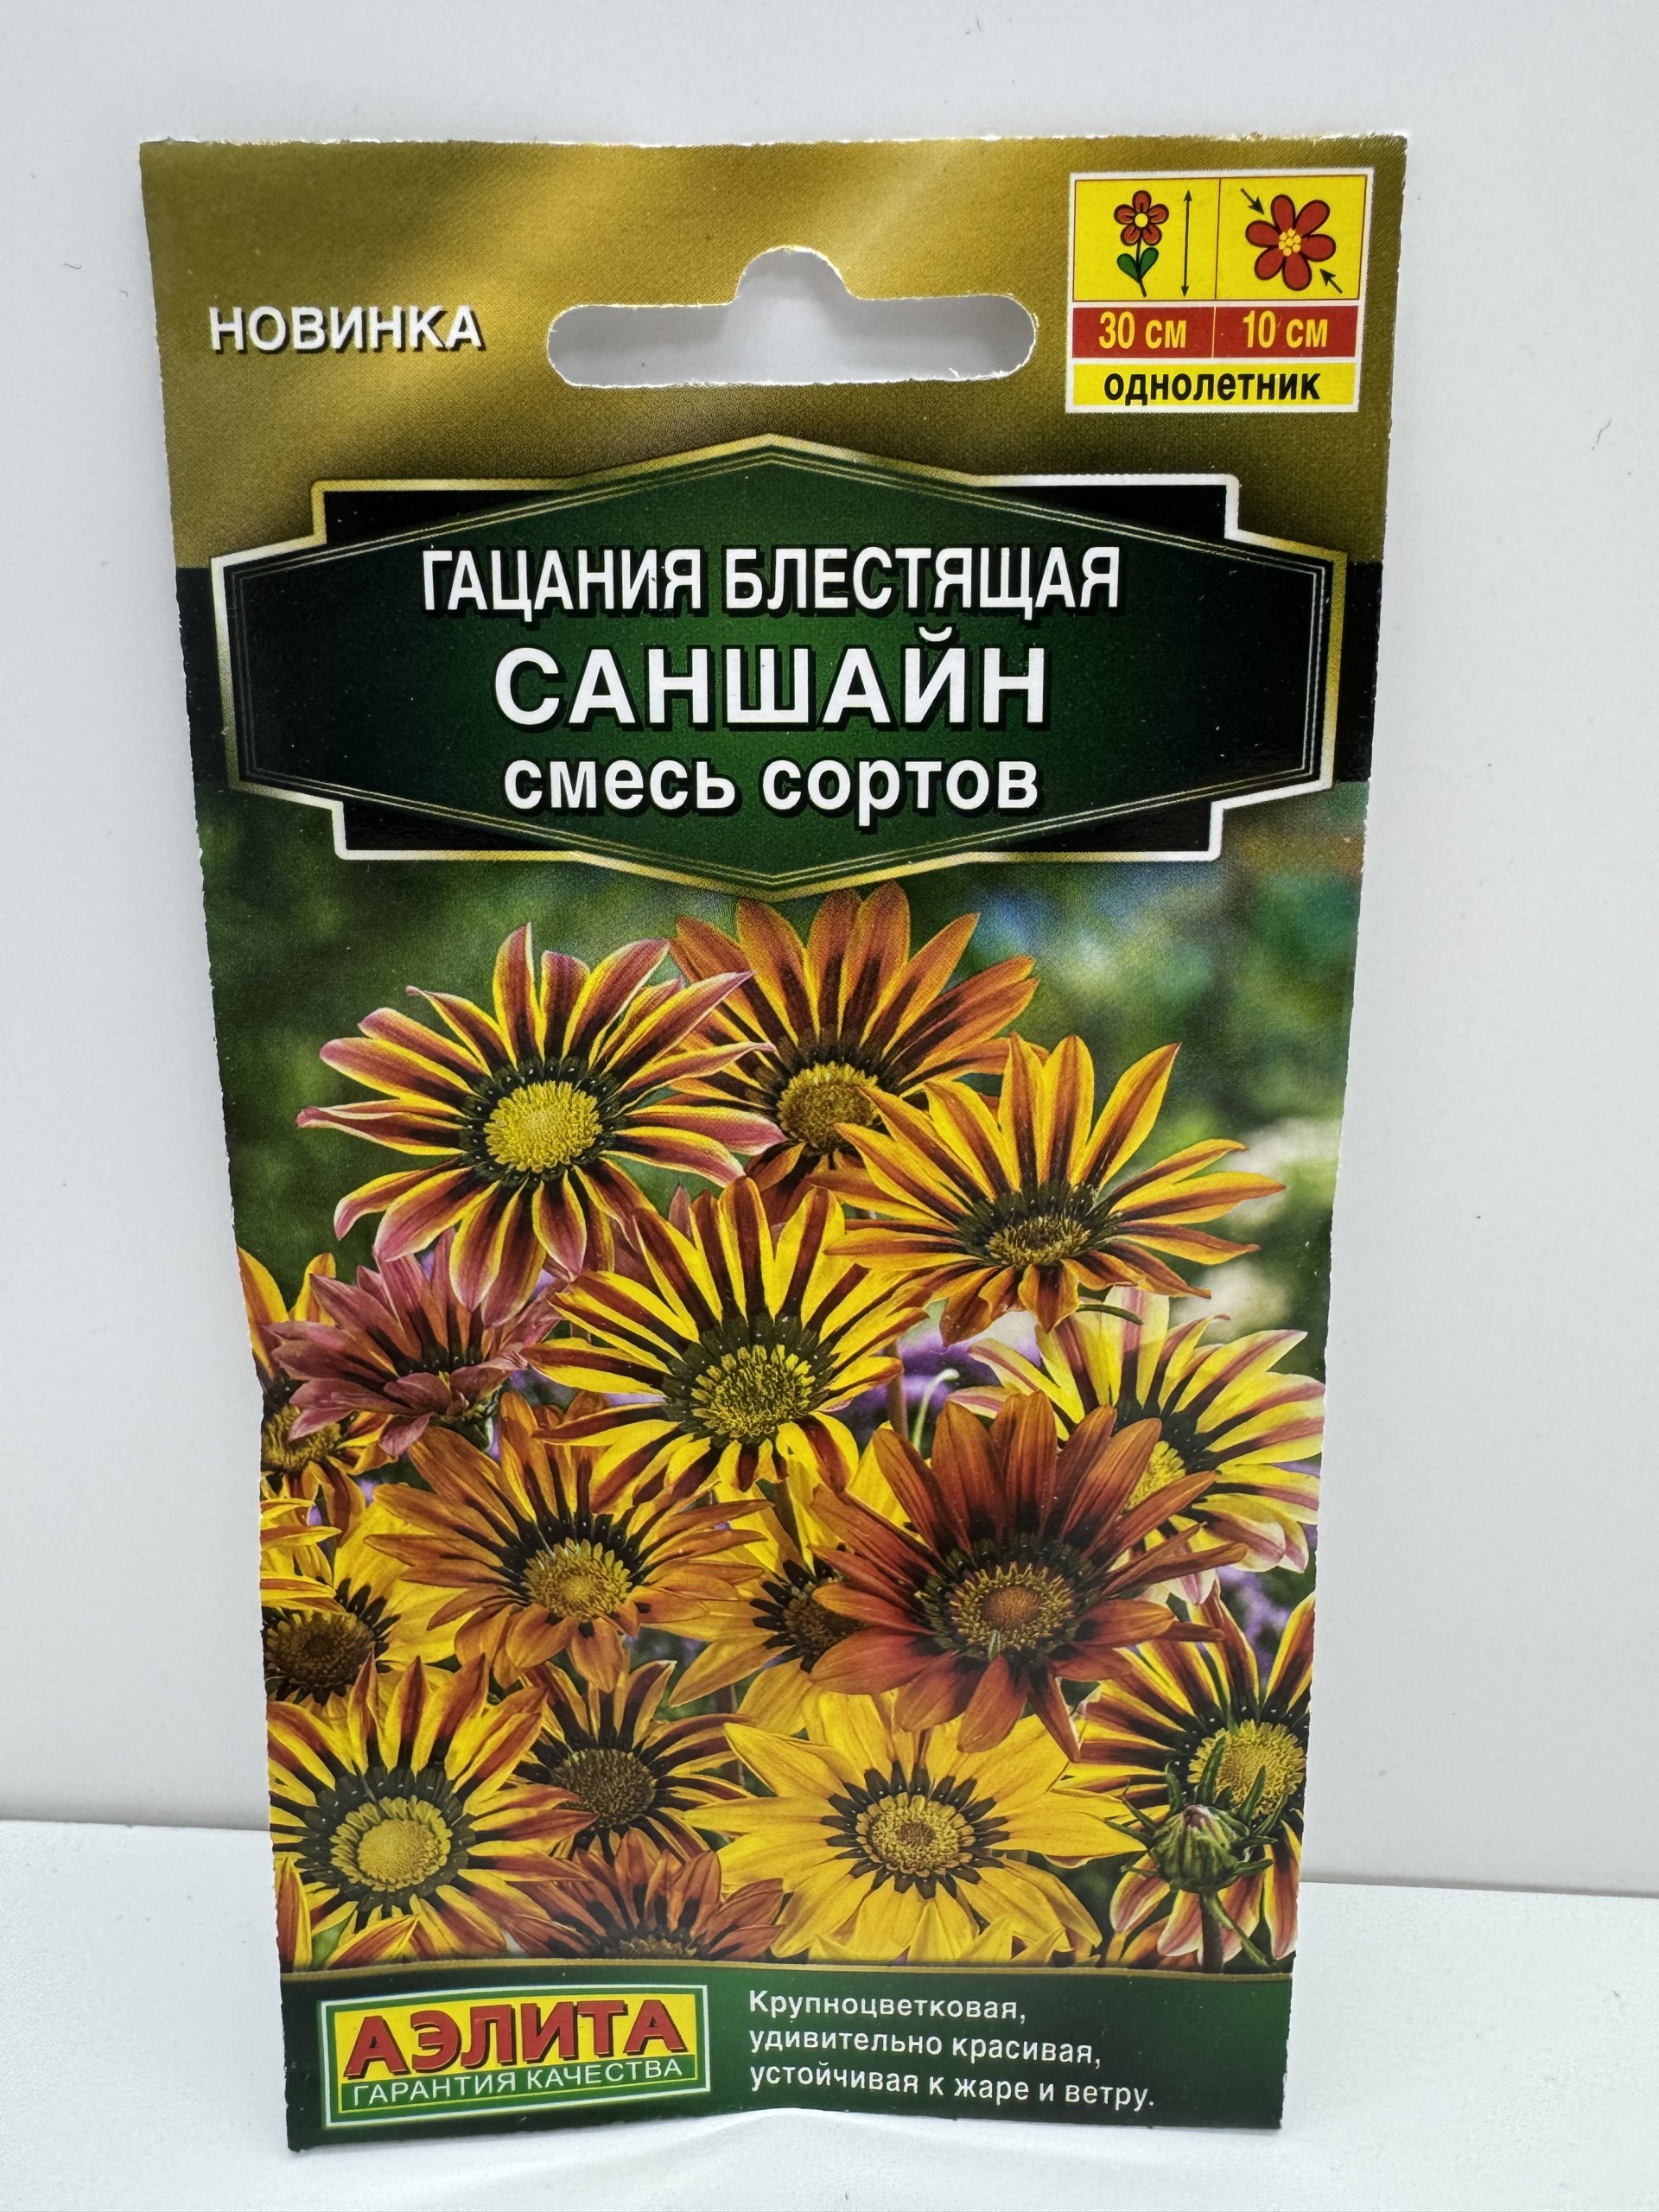 НОВИНКА
30 см 10 см
однолетник
ГАЦАНИЯ БЛЕСТЯЩАЯ
САНШАЙН
смесь сортов
АЭЛИТА
ГАРАНТИЯ КАЧЕСТВА
Крупноцветковая,
удивительно красивая,
устойчивая к жаре и ветру.